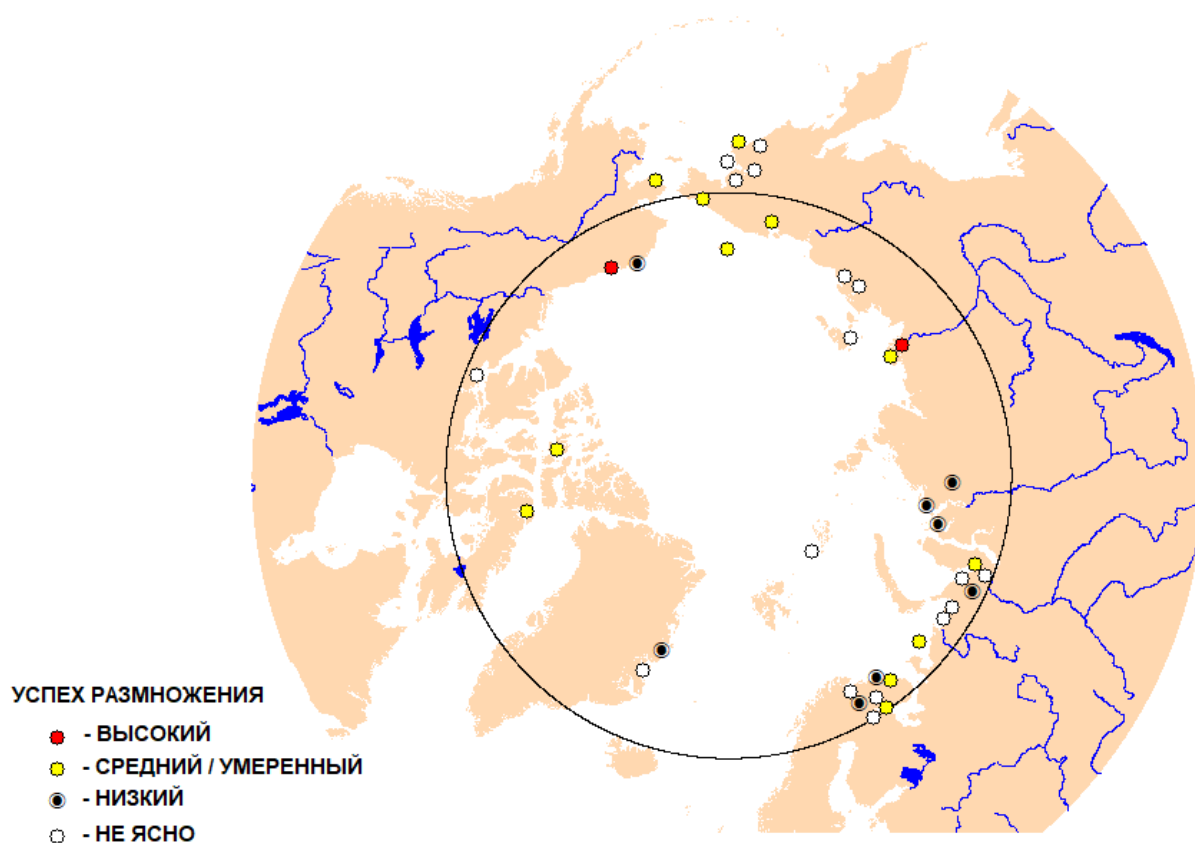 УСПЕХ РАЗМНОЖЕНИЯ
- ВЫСОКИЙ
- СРЕДНИЙ / УМЕРЕННЫЙ
- НИЗКИЙ
- НЕ ЯСНО